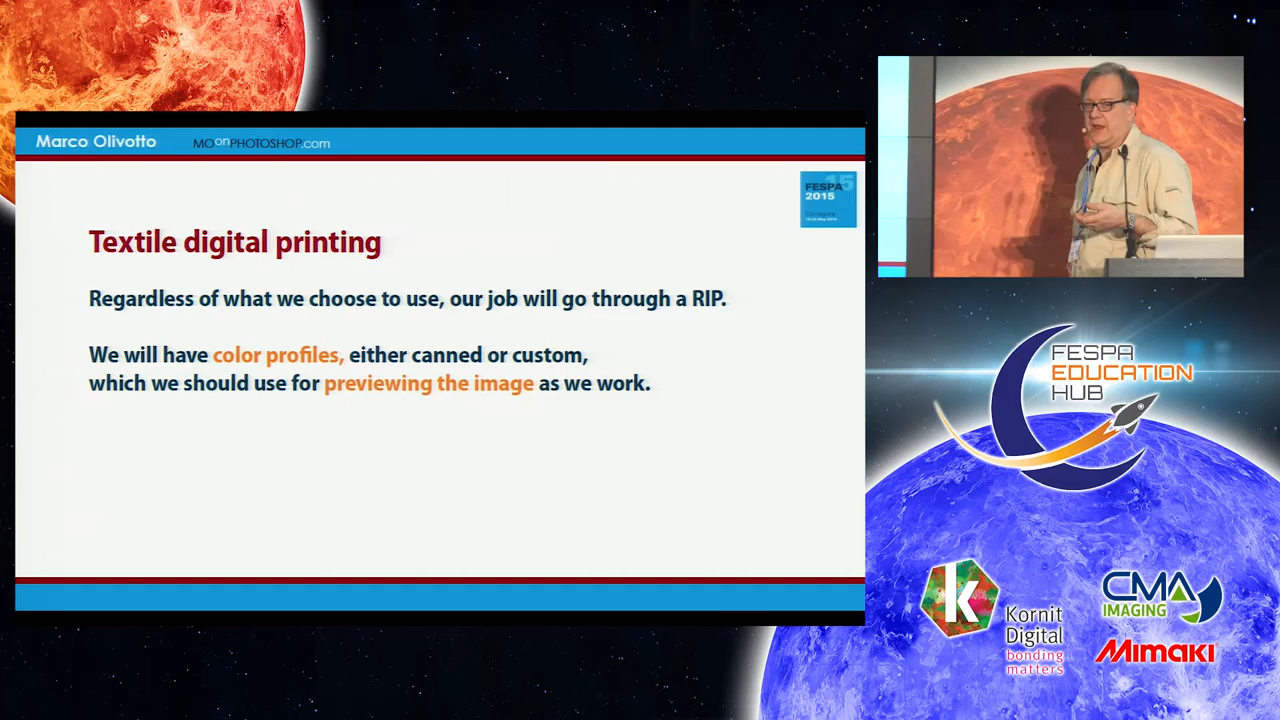 Marco Olivotto
MOonPHOTOSHOP.com
FESPA 15
2015
Textile digital printing
Regardless of what we choose to use, our job will go through a RIP.
We will have color profiles, either canned or custom,
which we should use for previewing the image as we work.
FESPA
EDUCATION
HUB
k
Kornit
Digital
bonding
matters
CMA
IMAGING
Mimaki